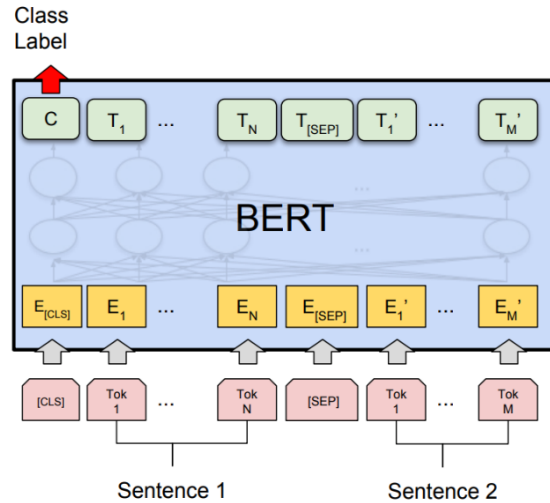 Class
Label
C T1 ... TN T[SEP] T1' ... TM'
...
BERT
...
E[CLS] E1 ... EN E[SEP] E1' ... EM'
[CLS] Tok 1 ... Tok N [SEP] Tok 1 ... Tok M
Sentence 1 Sentence 2